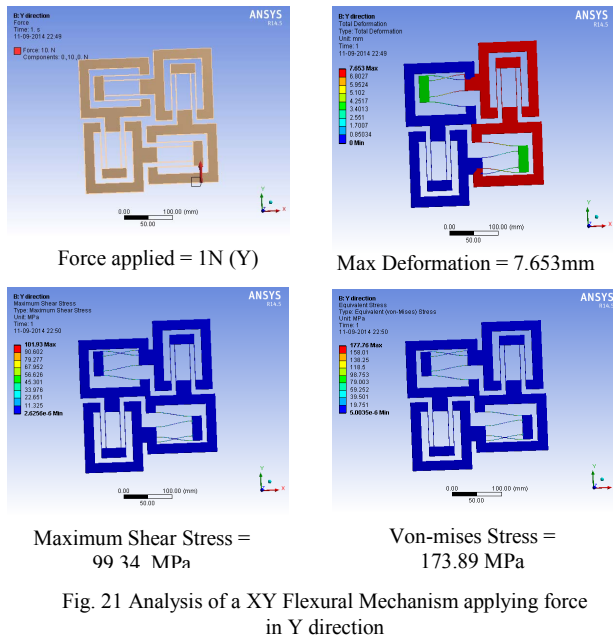 B: Y direction
Force
Time: 1. s
11-09-2014 22:49
Force: 10. N
Components: 0.,10.,0. N
ANSYS
R14.5
Y
X
0.00 100.00 (mm)
50.00
Force applied = 1N (Y)
B: Y direction
Total Deformation
Type: Total Deformation
Unit: mm
Time: 1
11-09-2014 22:49
7.653 Max
6.8027
5.9524
5.102
4.2517
3.4013
2.551
1.7007
0.85034
0 Min
ANSYS
R14.5
Y
X
0.00 100.00 (mm)
50.00
Max Deformation = 7.653mm
B: Y direction
Maximum Shear Stress
Type: Maximum Shear Stress
Unit: MPa
Time: 1
11-09-2014 22:50
101.93 Max
90.602
79.277
67.952
56.626
45.301
33.976
22.651
11.325
2.6256e-6 Min
ANSYS
R14.5
Y
X
0.00 100.00 (mm)
50.00
Maximum Shear Stress =
99.34 MPa
B: Y direction
Equivalent Stress
Type: Equivalent (von-Mises) Stress
Unit: MPa
Time: 1
11-09-2014 22:50
177.76 Max
158.01
138.25
118.5
98.753
79.003
59.252
39.501
19.751
5.0035e-6 Min
ANSYS
R14.5
Y
X
0.00 100.00 (mm)
50.00
Von-mises Stress =
173.89 MPa
Fig. 21 Analysis of a XY Flexural Mechanism applying force
in Y direction